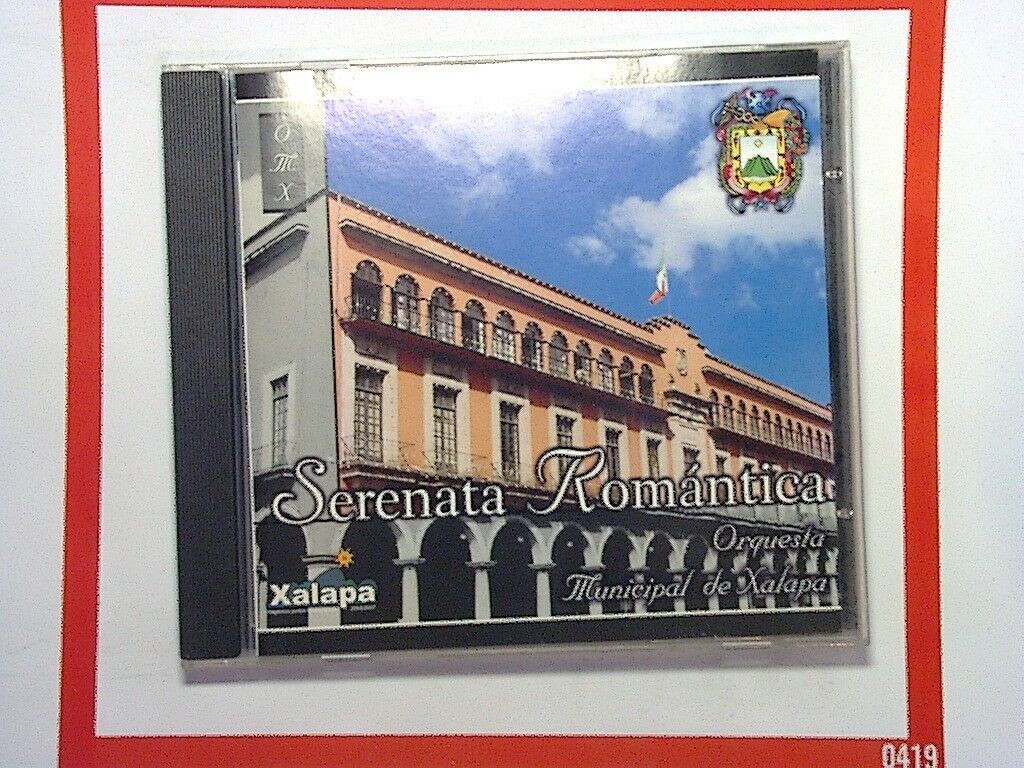 O
M
X
Serenata Romántica
Orquesta
Municipal de Xalapa
Xalapa
0419